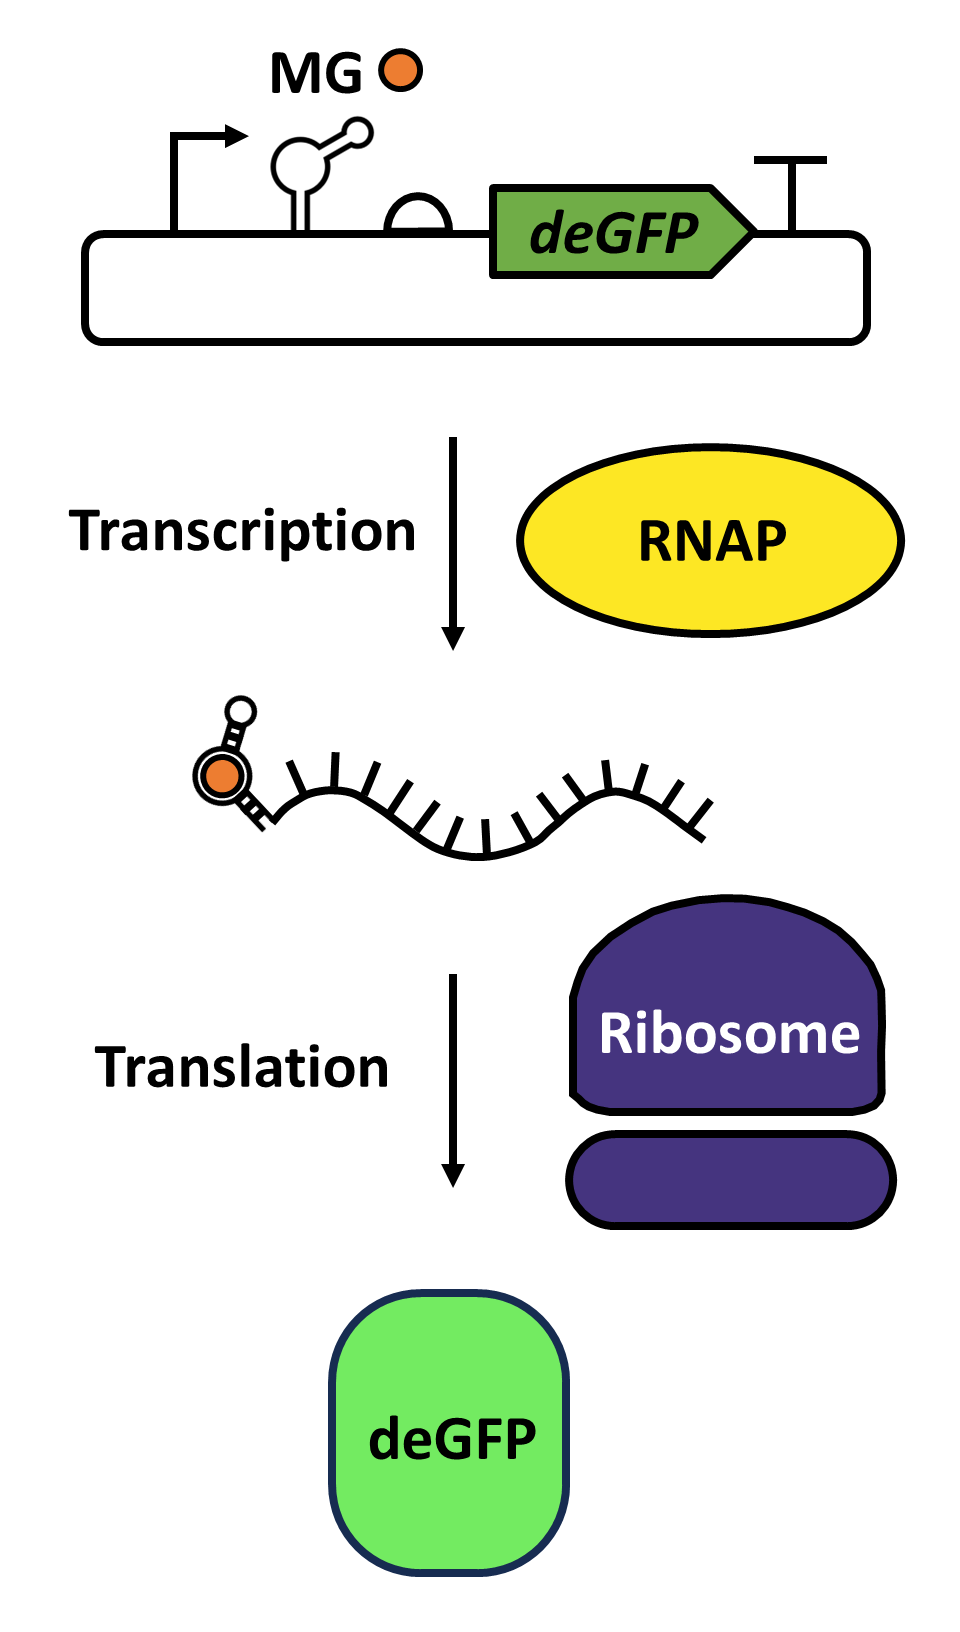 MG
deGFP
Transcription
RNAP
Ribosome
Translation
deGFP